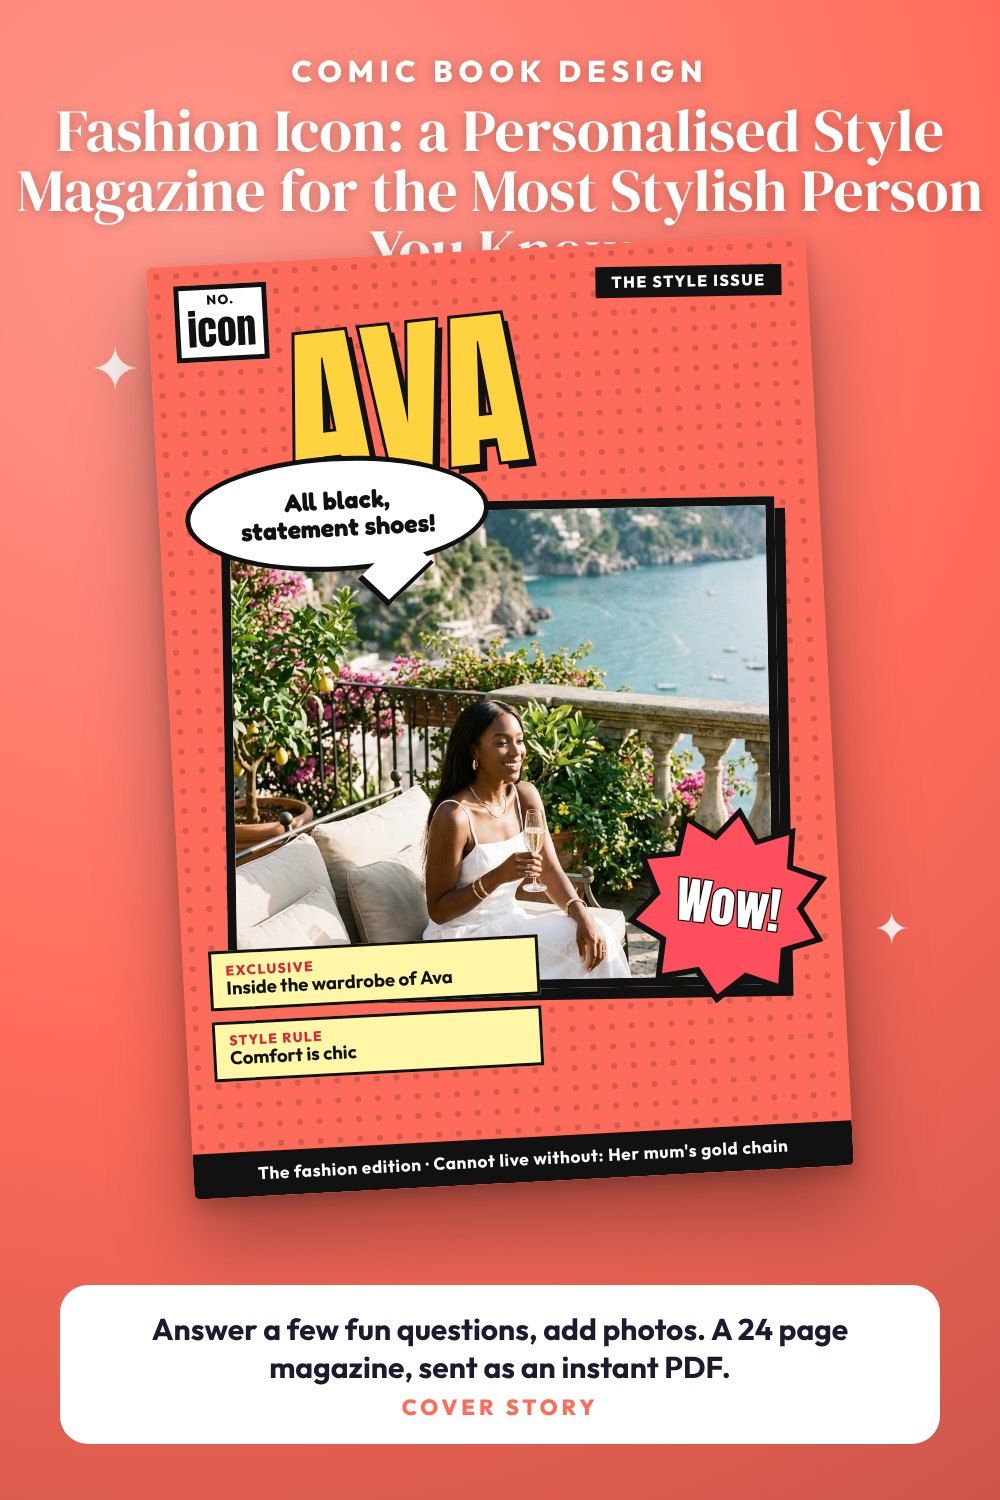 COMIC BOOK DESIGN
Fashion Icon: a Personalised Style
Magazine for the Most Stylish Person
You Know
THE STYLE ISSUE
NO.
icon
AVA
All black,
statement shoes!
Wow!
EXCLUSIVE
Inside the wardrobe of Ava
STYLE RULE
Comfort is chic
The fashion edition · Cannot live without: Her mum's gold chain
Answer a few fun questions, add photos. A 24 page
magazine, sent as an instant PDF.
COVER STORY